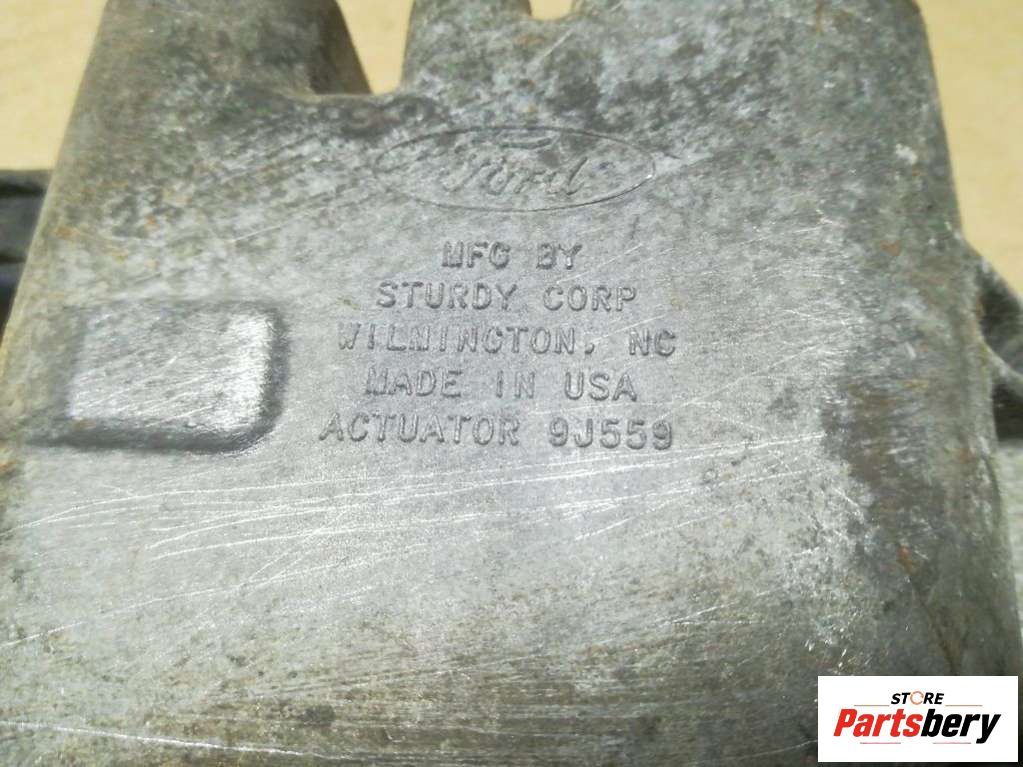 Ford
MFG BY
STURDY CORP
WILMINGTON, NC
MADE IN USA
ACTUATOR 9J559
STORE
Partsbery